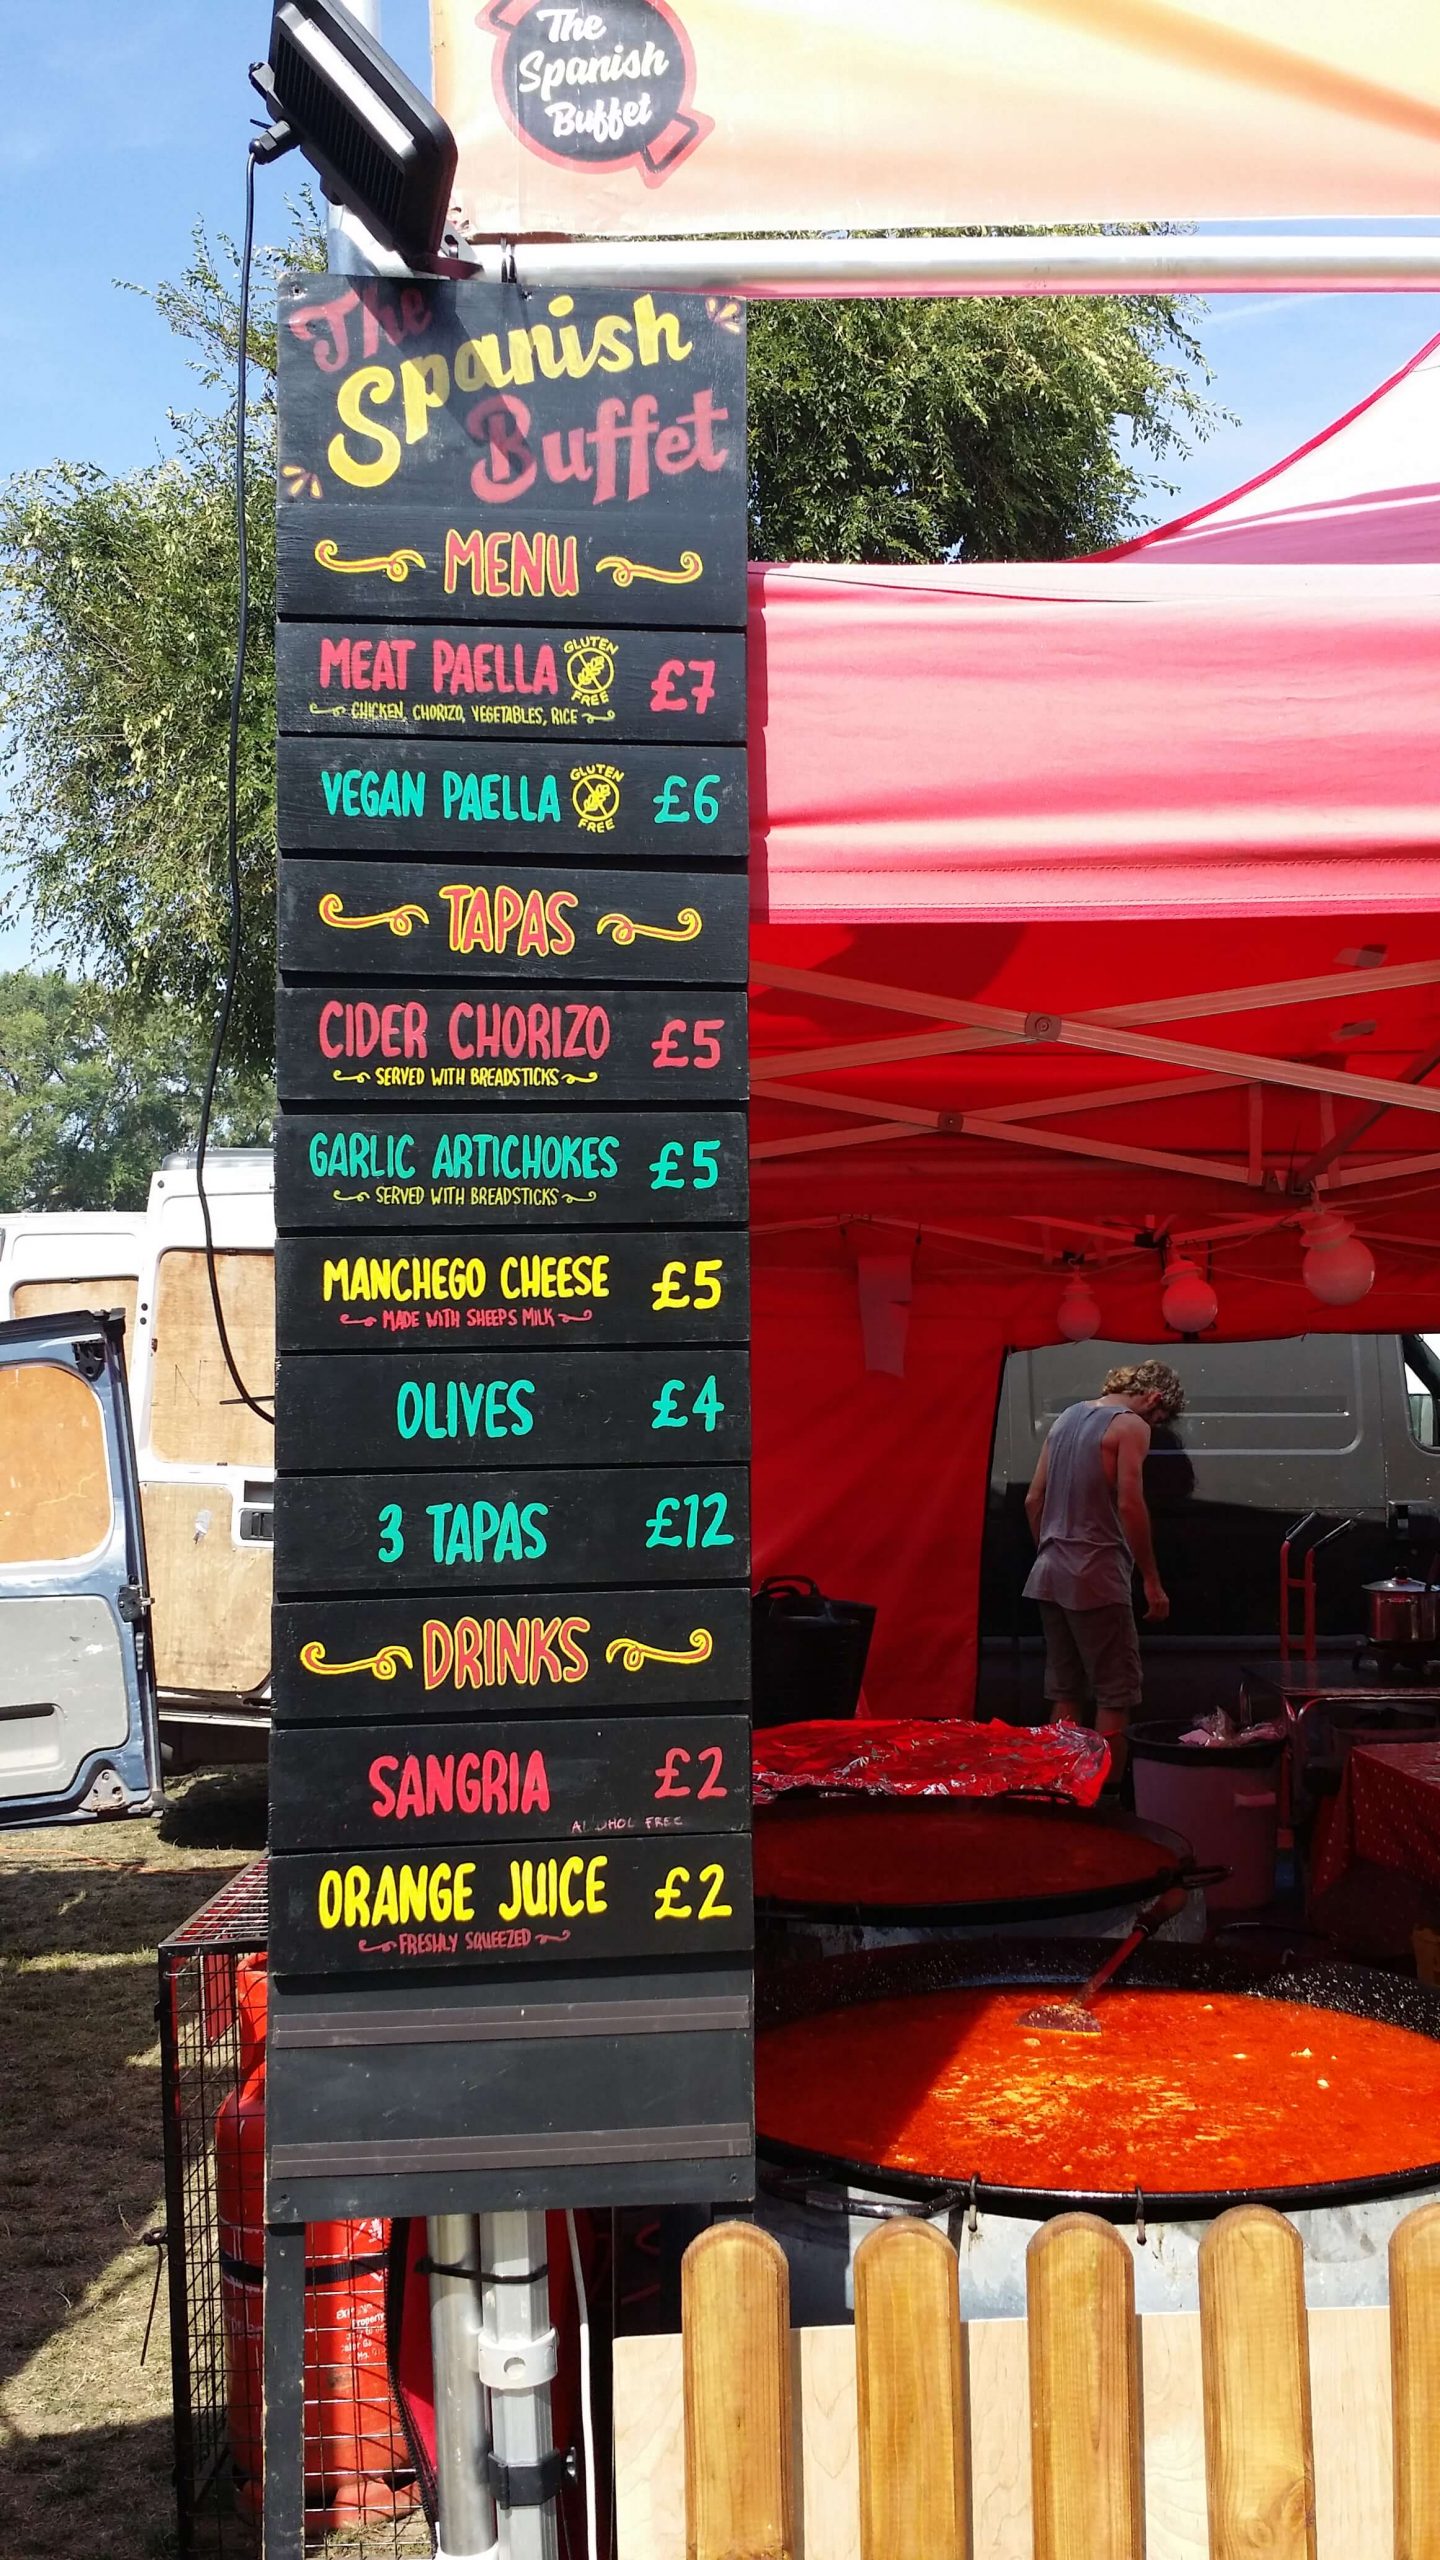 The
Spanish
Buffet
The
Spanish
Buffet
MENU
MEAT PAELLA GLUTEN FREE £7
CHICKEN, CHORIZO, VEGETABLES, RICE
VEGAN PAELLA GLUTEN FREE £6
TAPAS
CIDER CHORIZO £5
SERVED WITH BREADSTICKS
GARLIC ARTICHOKES £5
SERVED WITH BREADSTICKS
MANCHEGO CHEESE £5
MADE WITH SHEEPS MILK
OLIVES £4
3 TAPAS £12
DRINKS
SANGRIA £2
FREE
ORANGE JUICE £2
FRESHLY SQUEEZED